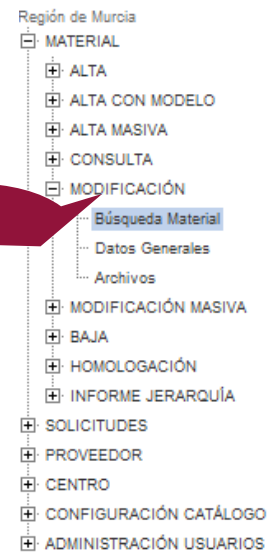 Región de Murcia
MATERIAL
ALTA
ALTA CON MODELO
ALTA MASIVA
CONSULTA
MODIFICACIÓN
Búsqueda Material
Datos Generales
Archivos
MODIFICACIÓN MASIVA
BAJA
HOMOLOGACIÓN
INFORME JERARQUÍA
SOLICITUDES
PROVEEDOR
CENTRO
CONFIGURACIÓN CATÁLOGO
ADMINISTRACIÓN USUARIOS